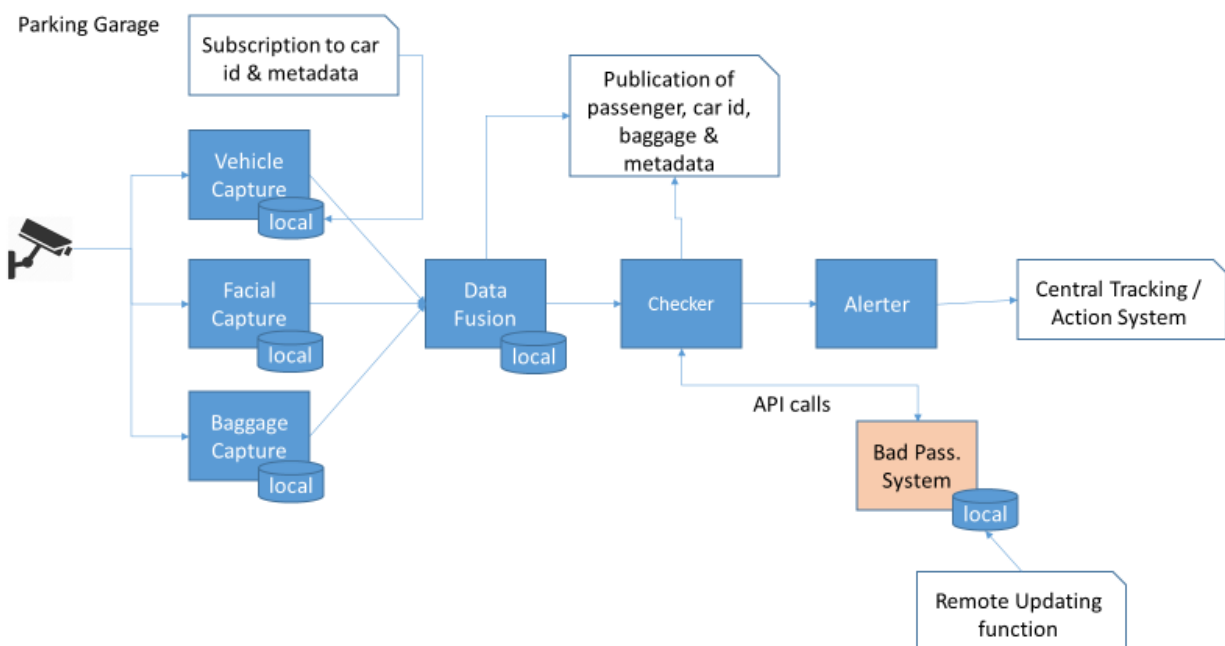 Parking Garage
Subscription to car
id & metadata
Publication of
passenger, car id,
baggage &
metadata
Vehicle
Capture
local
Facial
Capture
local
Data
Fusion
local
Checker
Alerter
Central Tracking /
Action System
Baggage
Capture
local
API calls
Bad Pass.
System
local
Remote Updating
function